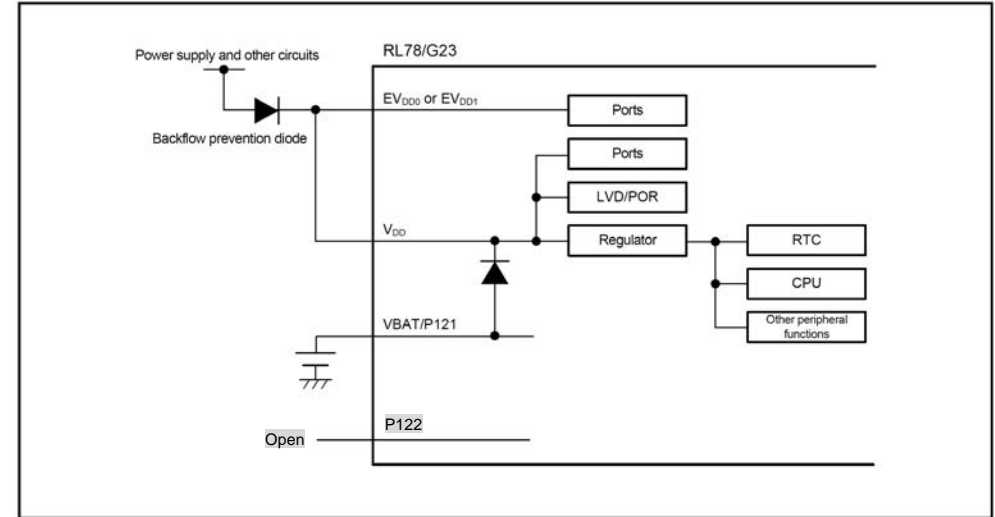 RL78/G23
Power supply and other circuits
EVDD0 or EVDD1
Ports
Backflow prevention diode
Ports
LVD/POR
VDD
Regulator
RTC
CPU
Other peripheral
functions
VBAT/P121
P122
Open